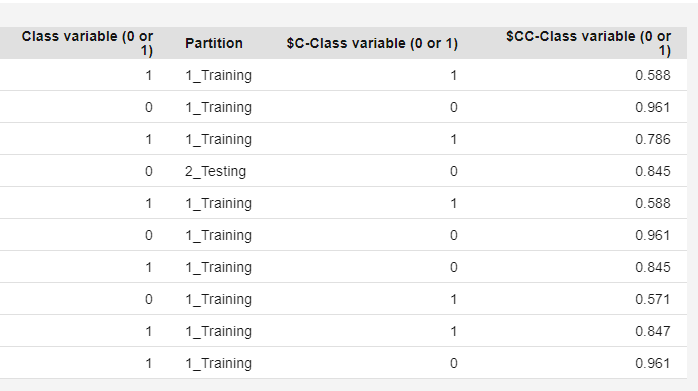 Class variable (0 or 1) Partition $C-Class variable (0 or 1) $CC-Class variable (0 or 1)
1 1_Training 1 0.588
0 1_Training 0 0.961
1 1_Training 1 0.786
0 2_Testing 0 0.845
1 1_Training 1 0.588
0 1_Training 0 0.961
1 1_Training 0 0.845
0 1_Training 1 0.571
1 1_Training 1 0.847
1 1_Training 0 0.961